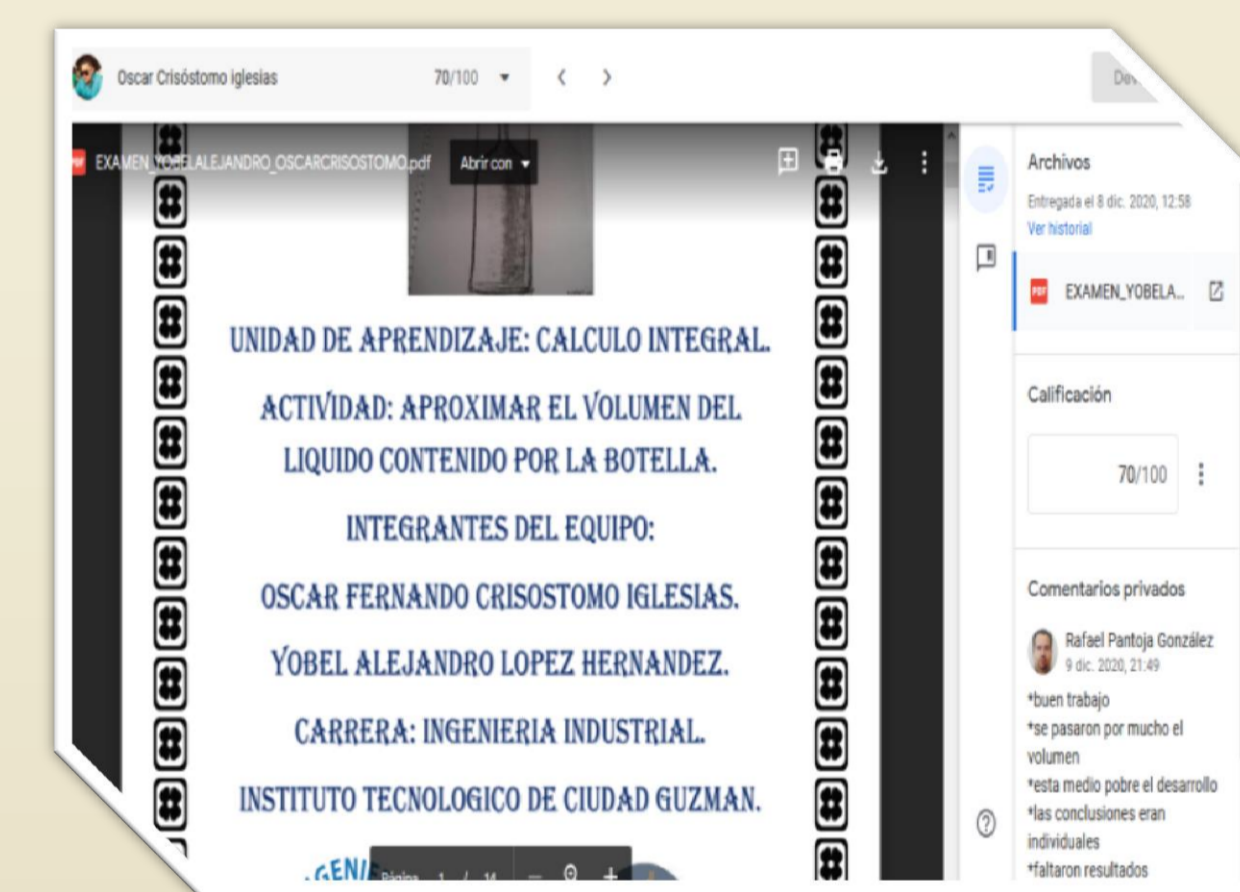 Oscar Crisóstomo iglesias
70/100
EXAMEN_YOBELALEJANDRO_OSCARCRISOSTOMO.pdf
Abrir con
UNIDAD DE APRENDIZAJE: CALCULO INTEGRAL.
ACTIVIDAD: APROXIMAR EL VOLUMEN DEL
LIQUIDO CONTENIDO POR LA BOTELLA.
INTEGRANTES DEL EQUIPO:
OSCAR FERNANDO CRISOSTOMO IGLESIAS.
YOBEL ALEJANDRO LOPEZ HERNANDEZ.
CARRERA: INGENIERIA INDUSTRIAL.
INSTITUTO TECNOLOGICO DE CIUDAD GUZMAN.
Página 1 / 14
Archivos
Entregada el 8 dic. 2020, 12:58
Ver historial
PDF
EXAMEN_YOBELA...
Calificación
70/100
Comentarios privados
Rafael Pantoja González
9 dic. 2020, 21:49
*buen trabajo
*se pasaron por mucho el
volumen
*esta medio pobre el desarrollo
*las conclusiones eran
individuales
*faltaron resultados